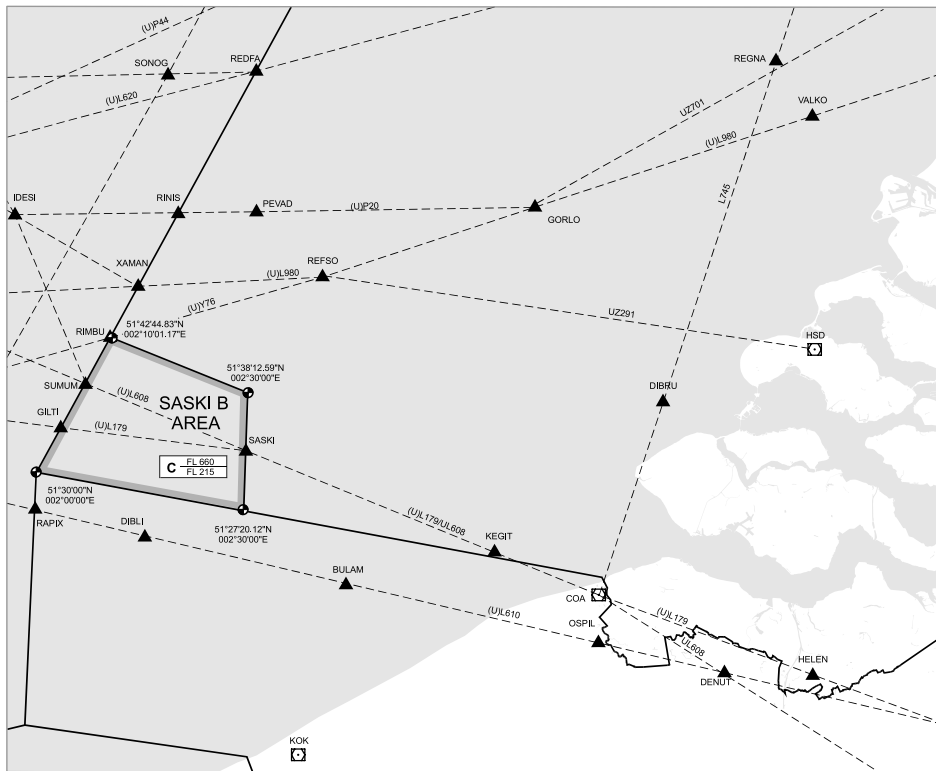 (U)P44
SONOG
REDFA
REGNA
(U)L620
UZ701
VALKO
(U)L980
L745
IDESI
RINIS
PEVAD
(U)P20
GORLO
XAMAN
REFSO
(U)L980
(U)Y76
UZ291
RIMBU
51°42'44.83"N
002°10'01.17"E
HSD
51°38'12.59"N
002°30'00"E
SUMUM
(U)L608
DIBRU
SASKI B
AREA
GILTI
(U)L179
SASKI
C FL 660
FL 215
51°30'00"N
002°00'00"E
RAPIX
DIBLI
51°27'20.12"N
002°30'00"E
(U)L179/UL608
KEGIT
BULAM
COA
(U)L610
(U)L179
OSPIL
UL608
HELEN
DENUT
KOK